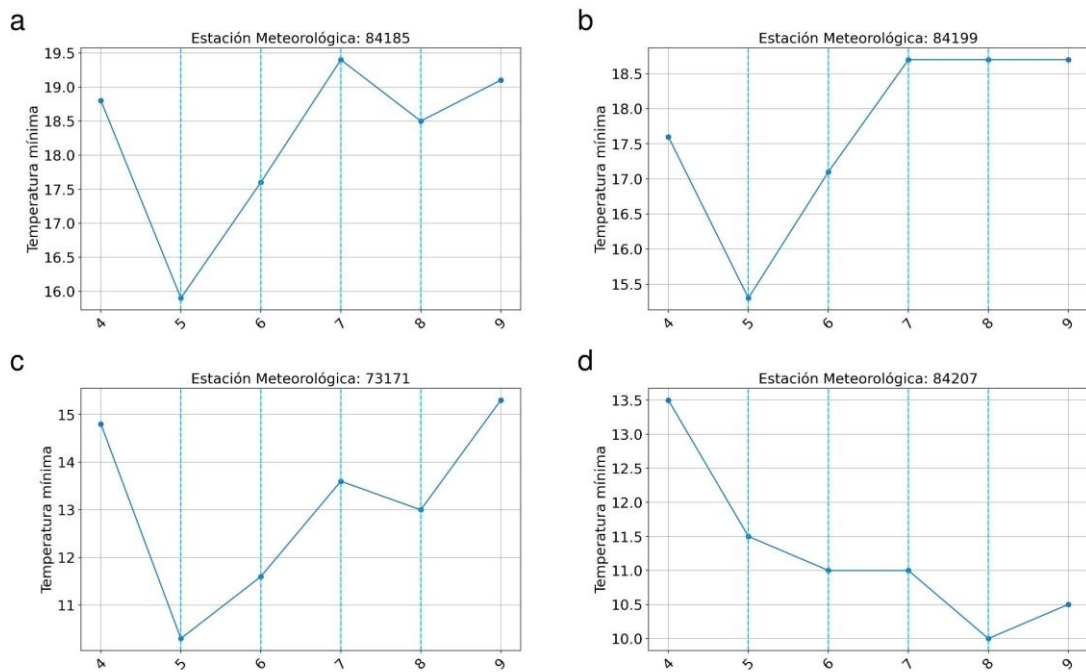 a
Estación Meteorológica: 84185
Temperatura mínima
19.5
19.0
18.5
18.0
17.5
17.0
16.5
16.0
4 5 6 7 8 9
b
Estación Meteorológica: 84199
Temperatura mínima
18.5
18.0
17.5
17.0
16.5
16.0
15.5
4 5 6 7 8 9
c
Estación Meteorológica: 73171
Temperatura mínima
15
14
13
12
11
4 5 6 7 8 9
d
Estación Meteorológica: 84207
Temperatura mínima
13.5
13.0
12.5
12.0
11.5
11.0
10.5
10.0
4 5 6 7 8 9